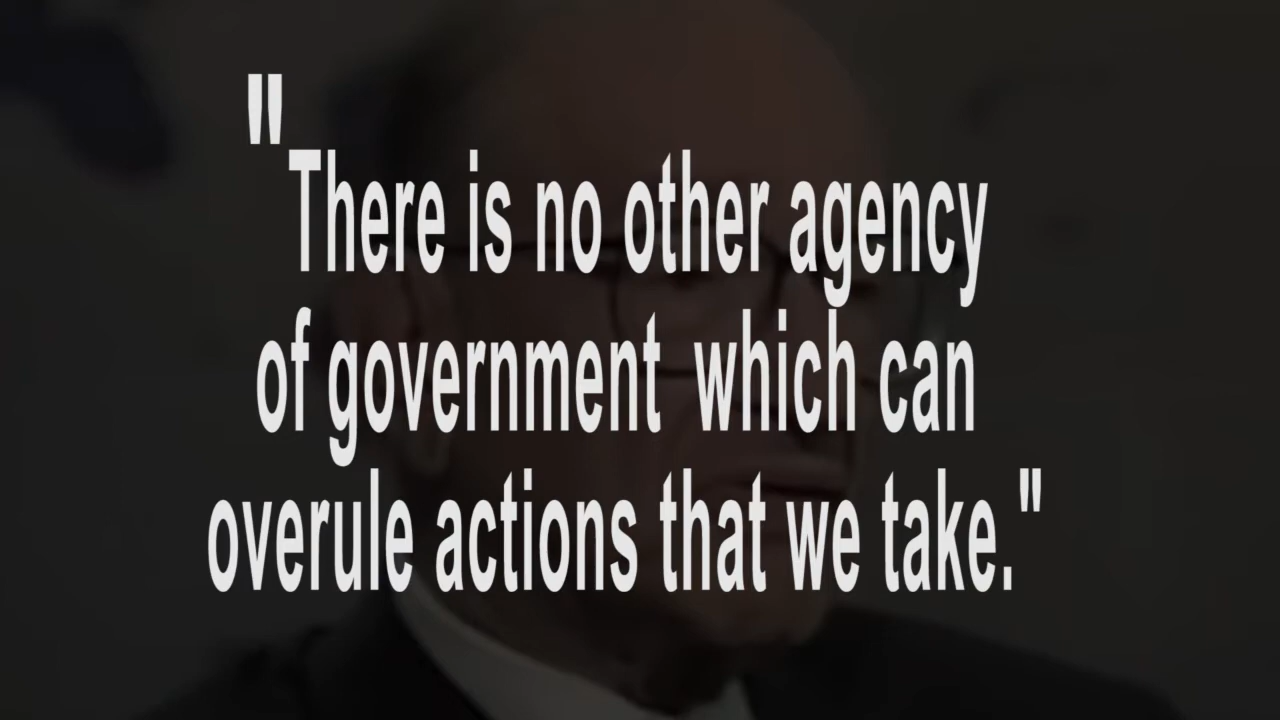 "There is no other agency
of government which can
overule actions that we take."